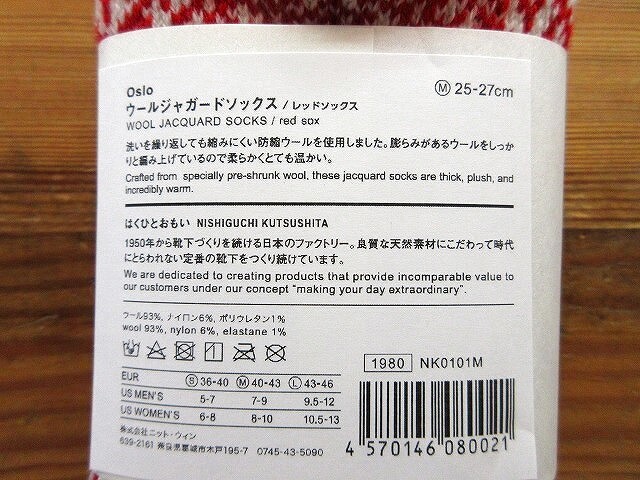 Oslo
ウールジャガードソックス / レッドソックス
Ⓜ 25-27cm
WOOL JACQUARD SOCKS / red sox
洗いを繰り返しても縮みにくい防縮ウールを使用しました。膨らみがあるウールをしっか
りと編み上げているので柔らかくとても温かい。
Crafted from specially pre-shrunk wool, these jacquard socks are thick, plush, and
incredibly warm.
はくひとおもい NISHIGUCHI KUTSUSHITA
1950年から靴下づくりを続ける日本のファクトリー。良質な天然素材にこだわって時代
にとらわれない定番の靴下をつくり続けています。
We are dedicated to creating products that provide incomparable value to
our customers under our concept "making your day extraordinary".
ウール93%, ナイロン6%, ポリウレタン1%
wool 93%, nylon 6%, elastane 1%
1980 NK0101M
EUR Ⓢ 36-40 Ⓜ 40-43 Ⓛ 43-46
US MEN'S 5-7 7-9 9.5-12
US WOMEN'S 6-8 8-10 10.5-13
株式会社ニット・ウィン
639-2161 奈良県葛城市木戸195-7 0745-43-5090
4 570146 080021